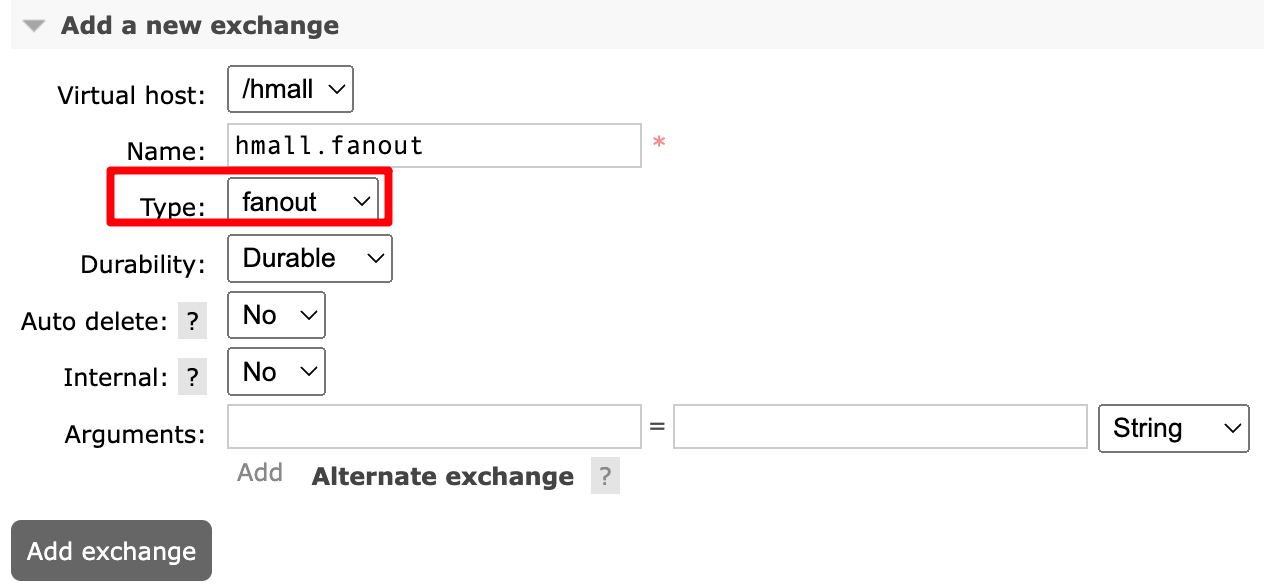 Add a new exchange
Virtual host: /hmall
Name: hmall.fanout *
Type: fanout
Durability: Durable
Auto delete: ? No
Internal: ? No
Arguments: = String
Add Alternate exchange ?
Add exchange